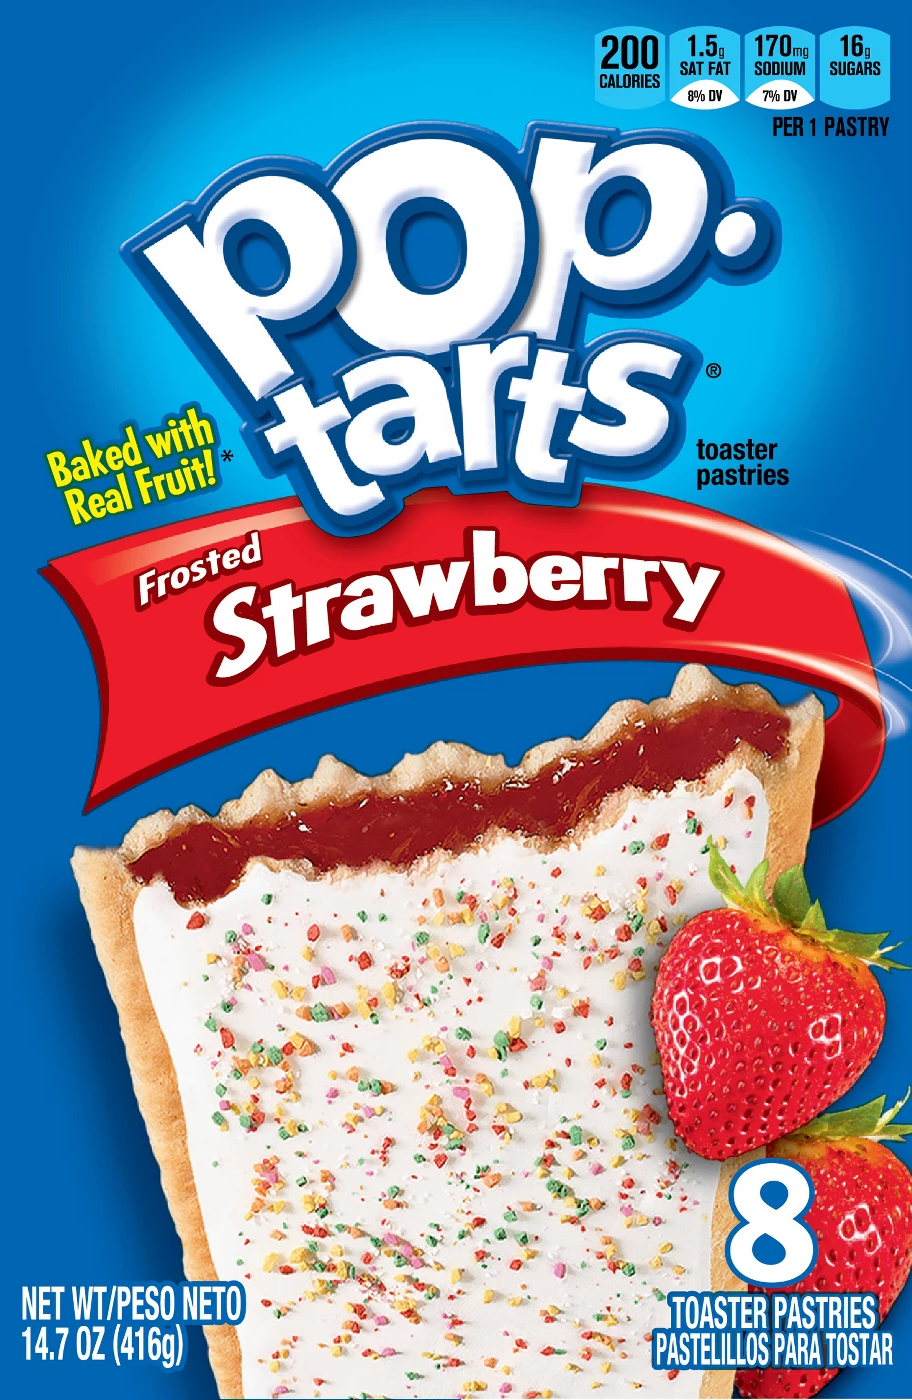 200
CALORIES
1.5g
SAT FAT
8% DV
170mg
SODIUM
7% DV
16g
SUGARS
PER 1 PASTRY
pop.
tarts®
toaster
pastries
Baked with
Real Fruit!*
Frosted
Strawberry
8
TOASTER PASTRIES
PASTELILLOS PARA TOSTAR
NET WT/PESO NETO
14.7 OZ (416g)